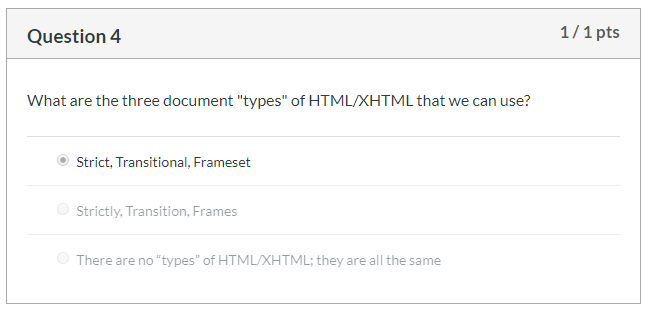 Question 4
1 / 1 pts
What are the three document "types" of HTML/XHTML that we can use?
Strict, Transitional, Frameset
Strictly, Transition, Frames
There are no “types” of HTML/XHTML; they are all the same